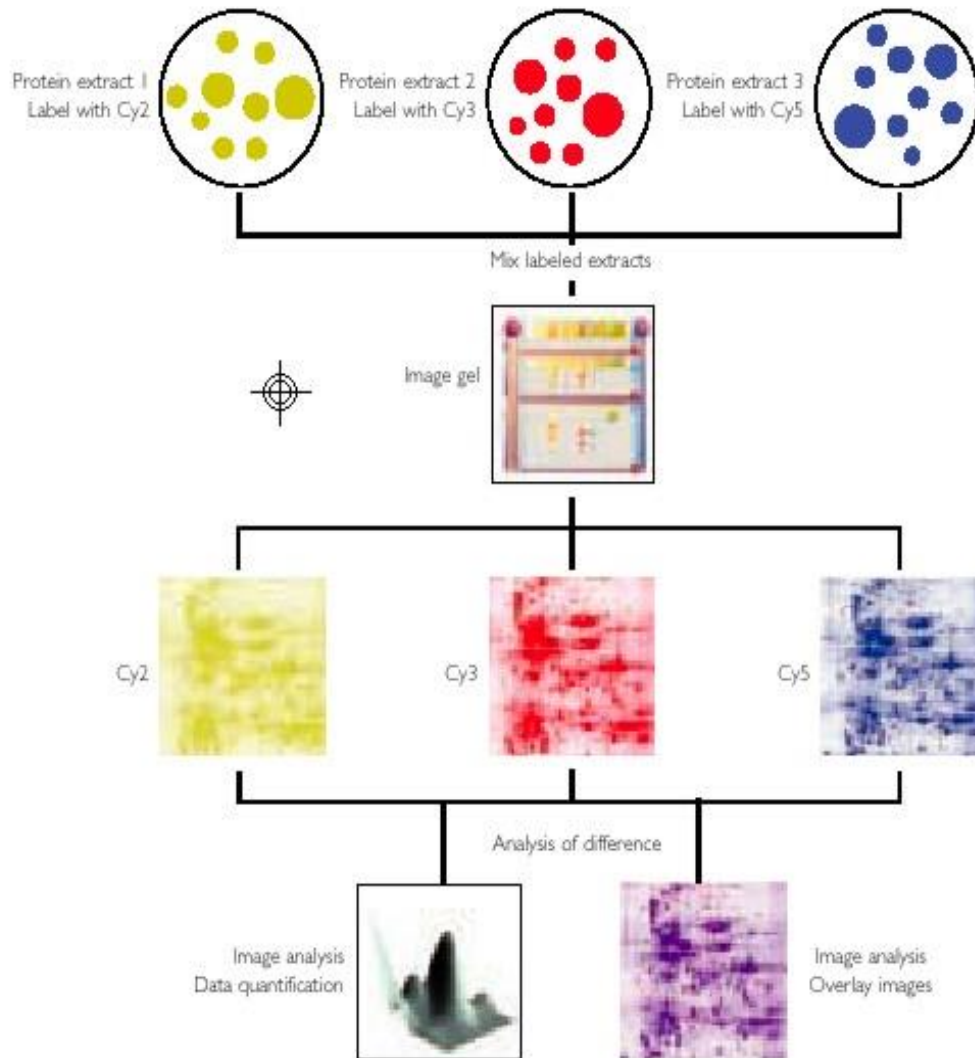 Protein extract 1
Label with Cy2
Protein extract 2
Label with Cy3
Protein extract 3
Label with Cy5
Mix labeled extracts
Image gel
Cy2
Cy3
Cy5
Analysis of difference
Image analysis
Data quantification
Image analysis
Overlay images